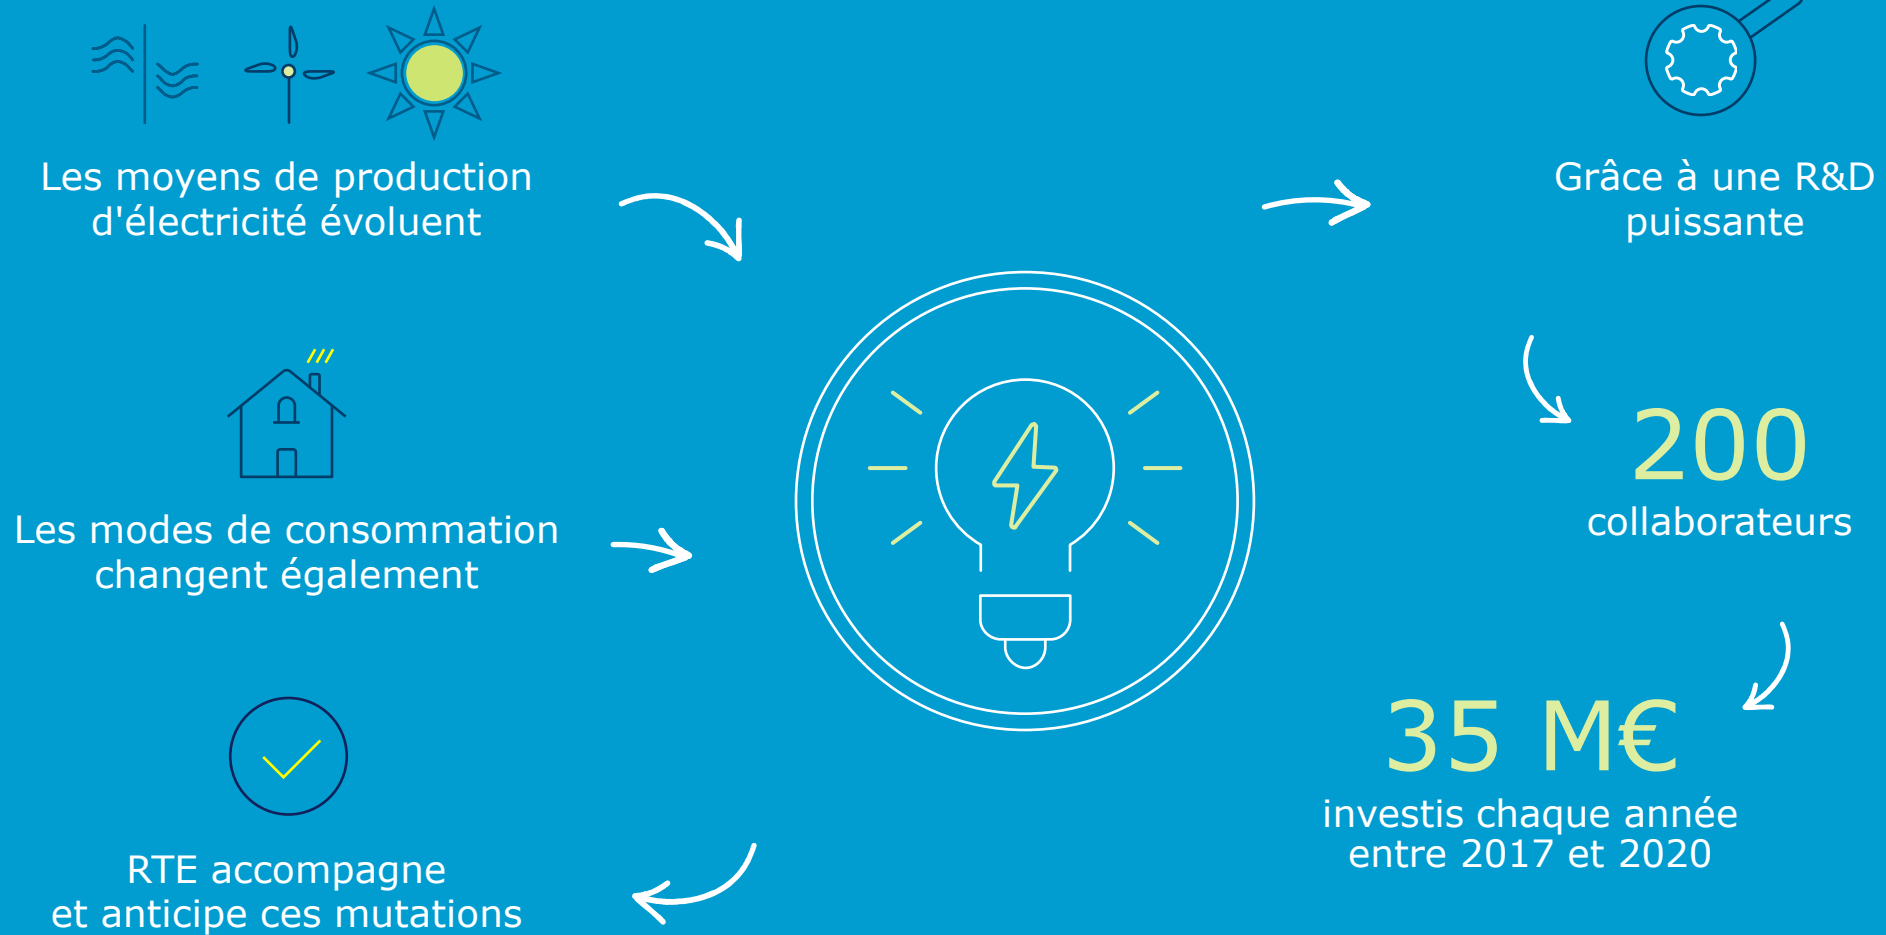 Les moyens de production
d'électricité évoluent
Les modes de consommation
changent également
RTE accompagne
et anticipe ces mutations
Grâce à une R&D
puissante
200
collaborateurs
35 M€
investis chaque année
entre 2017 et 2020